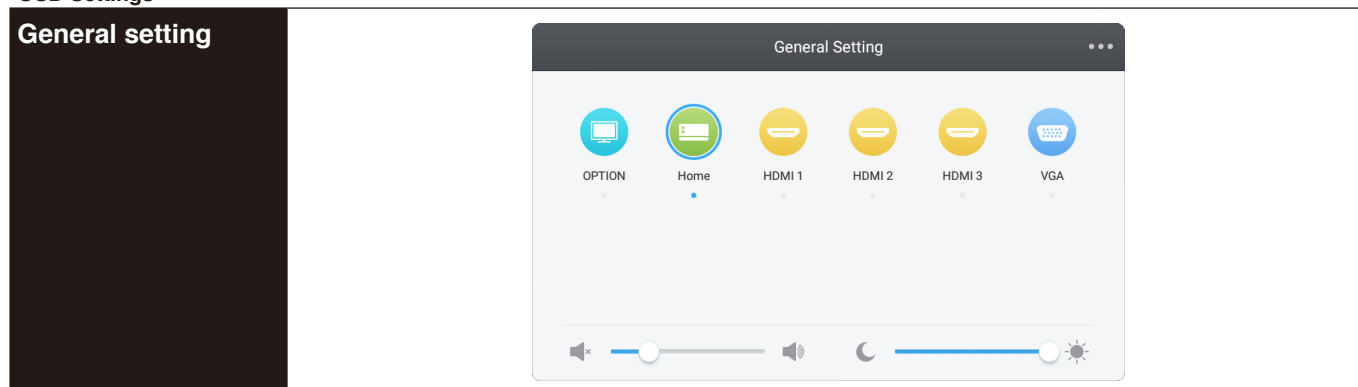 General setting
General Setting
OPTION
Home
HDMI 1
HDMI 2
HDMI 3
VGA